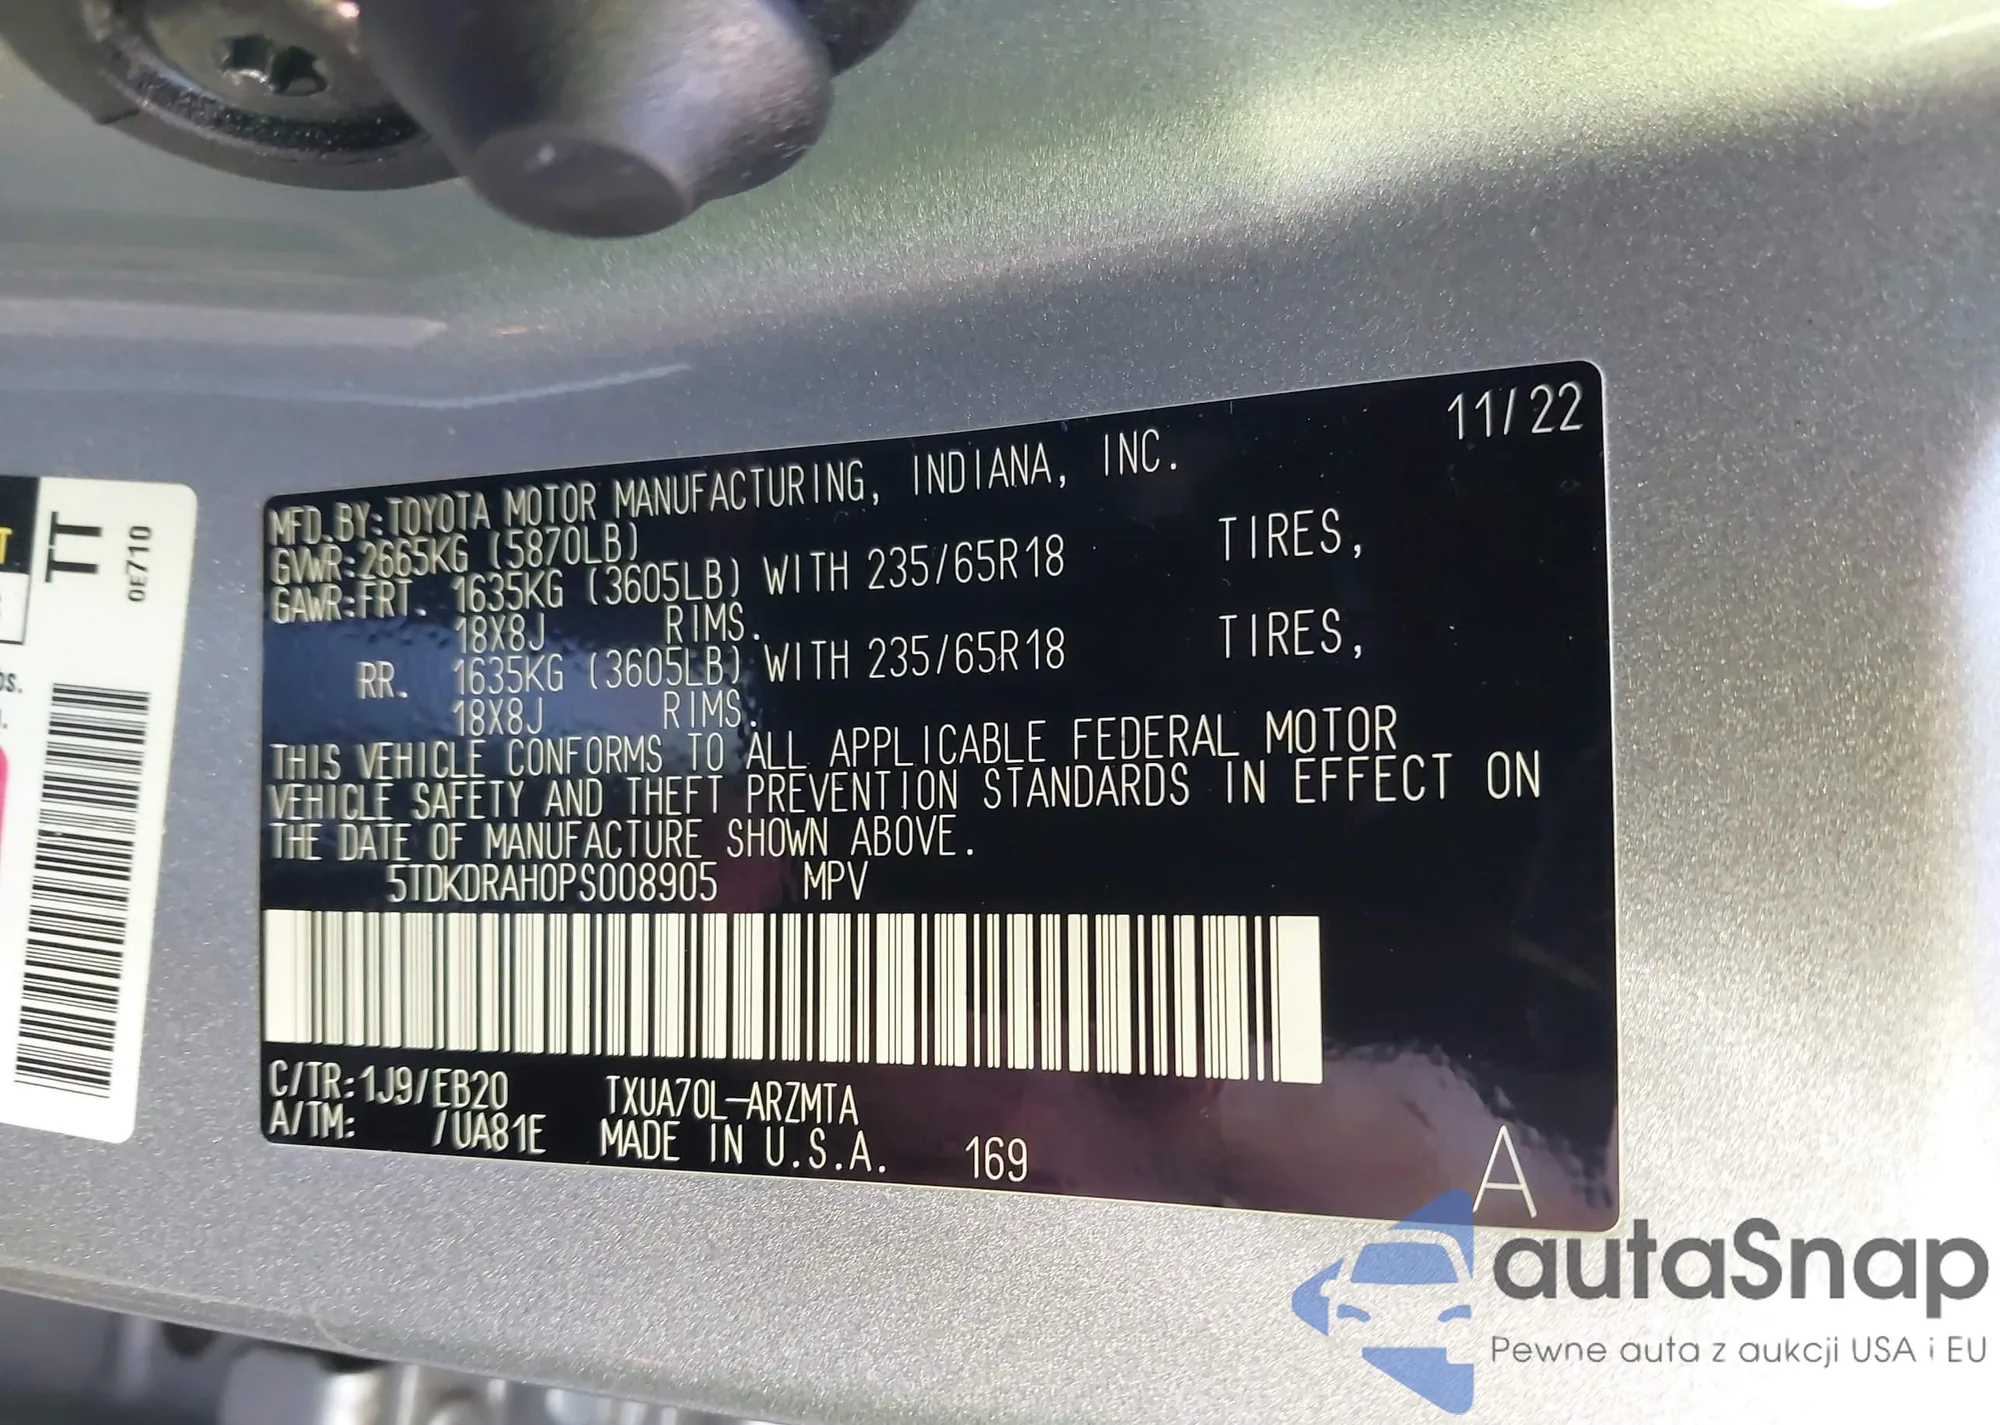 11/22
MFD.BY:TOYOTA MOTOR MANUFACTURING, INDIANA, INC.
GVWR:2665KG (5870LB)
GAWR:FRT. 1635KG (3605LB) WITH 235/65R18 TIRES,
18X8J RIMS.
RR. 1635KG (3605LB) WITH 235/65R18 TIRES,
18X8J RIMS.
THIS VEHICLE CONFORMS TO ALL APPLICABLE FEDERAL MOTOR
VEHICLE SAFETY AND THEFT PREVENTION STANDARDS IN EFFECT ON
THE DATE OF MANUFACTURE SHOWN ABOVE.
5TDKDRAH0PS008905 MPV
C/TR:1J9/EB20 TXUA70L-ARZMTA
A/TM: /UA81E MADE IN U.S.A. 169 A
TT
0E710
autaSnap
Pewne auta z aukcji USA i EU